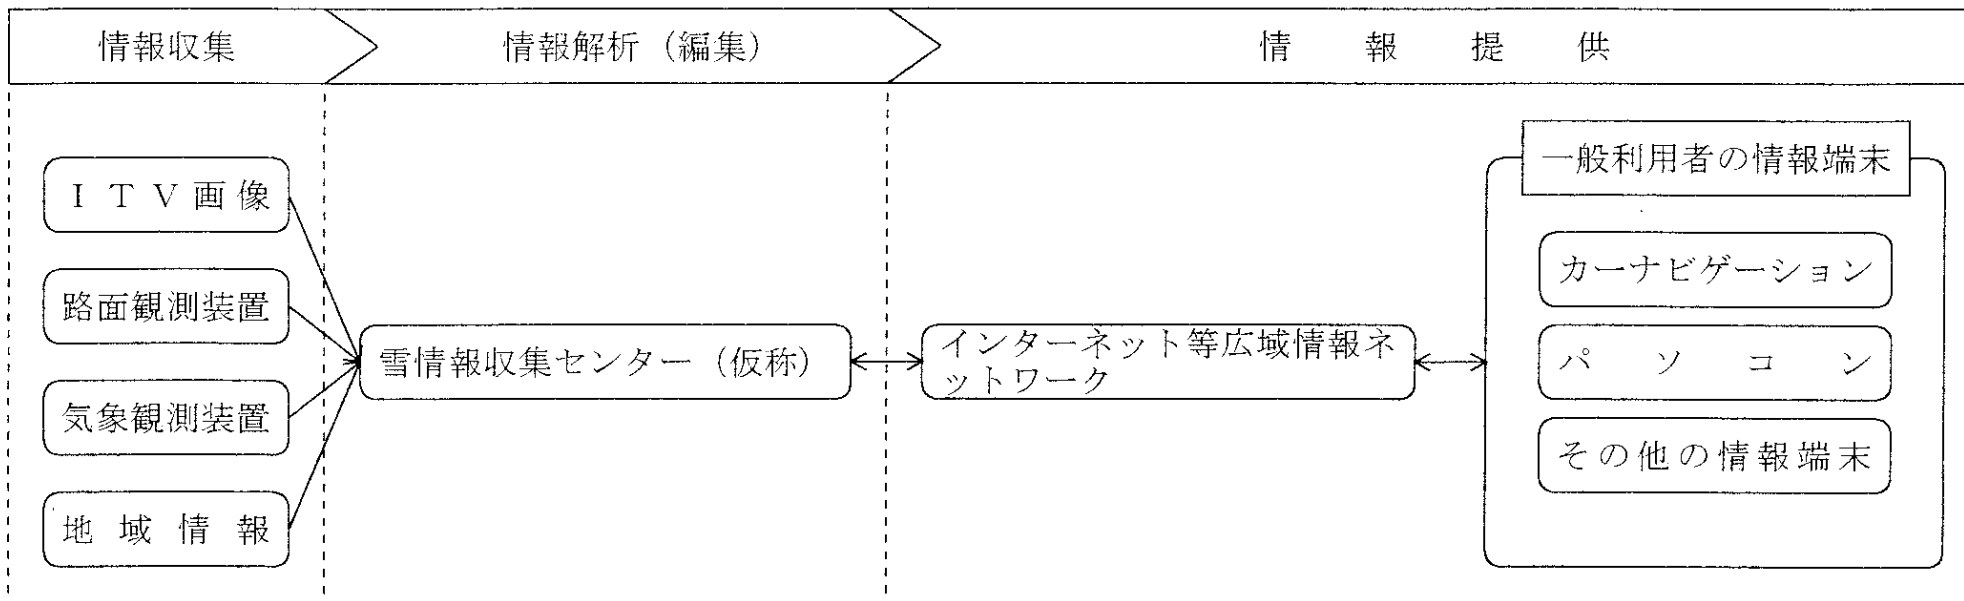 情報収集
情報解析（編集）
情報提供
ITV画像
路面観測装置
気象観測装置
地域情報
雪情報収集センター（仮称）
インターネット等広域情報ネ
ットワーク
一般利用者の情報端末
カーナビゲーション
パソコン
その他の情報端末